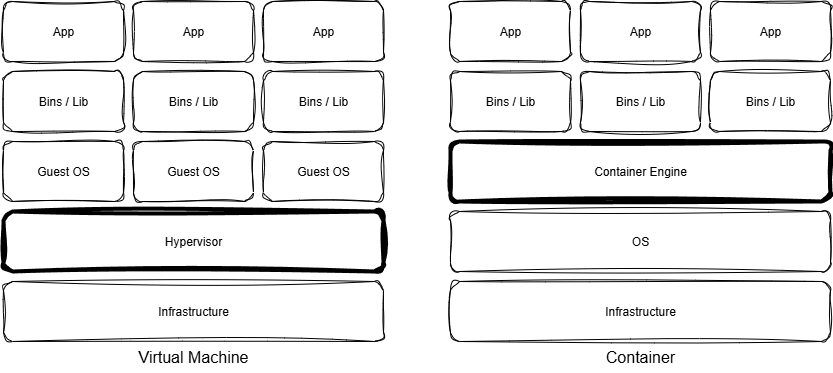 App
App
App
Bins / Lib
Bins / Lib
Bins / Lib
Guest OS
Guest OS
Guest OS
Hypervisor
Infrastructure
Virtual Machine
App
App
App
Bins / Lib
Bins / Lib
Bins / Lib
Container Engine
OS
Infrastructure
Container